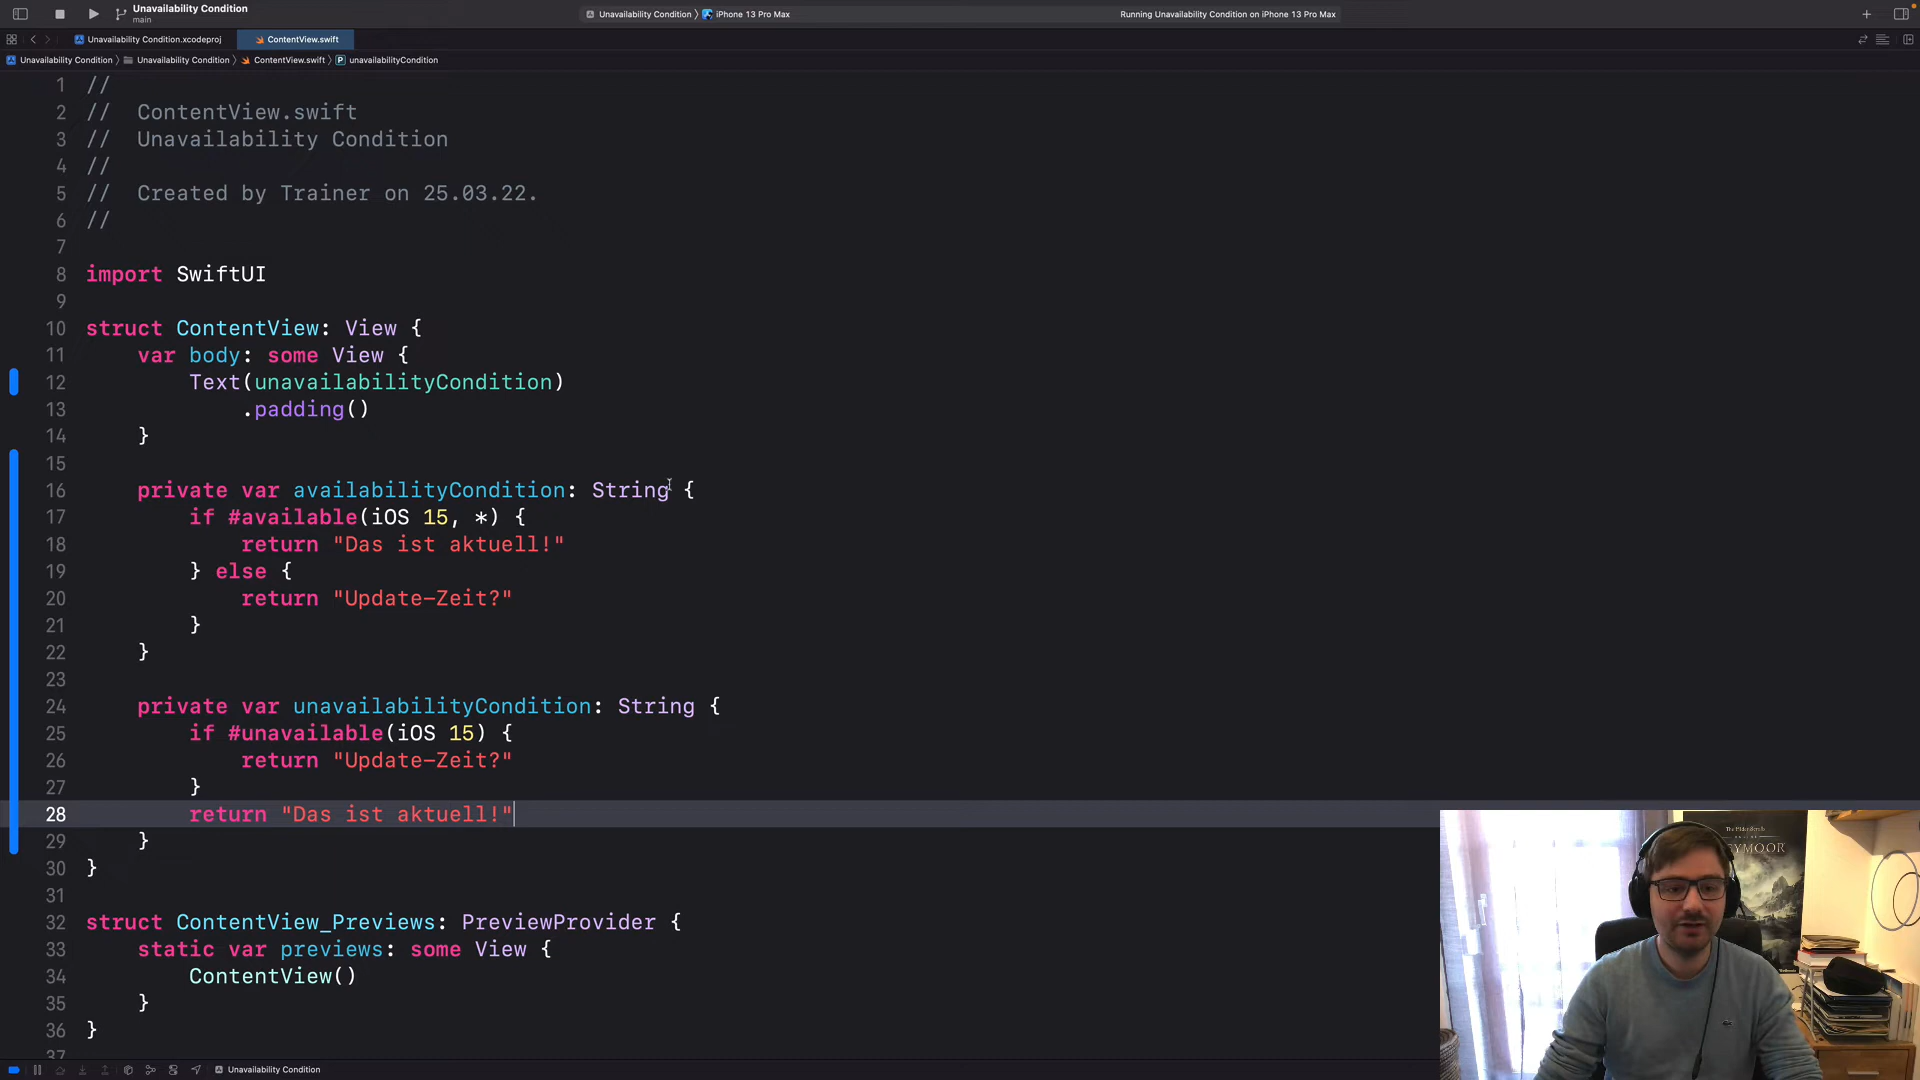 Unavailability Condition
main
Unavailability Condition
iPhone 13 Pro Max
Running Unavailability Condition on iPhone 13 Pro Max
Unavailability Condition.xcodeproj
ContentView.swift
Unavailability Condition
Unavailability Condition
ContentView.swift
P unavailabilityCondition
1 //
2 // ContentView.swift
3 // Unavailability Condition
4 //
5 // Created by Trainer on 25.03.22.
6 //
7
8 import SwiftUI
9
10 struct ContentView: View {
11 var body: some View {
12 Text(unavailabilityCondition)
13 .padding()
14 }
15
16 private var availabilityCondition: String {
17 if #available(iOS 15, *) {
18 return "Das ist aktuell!"
19 } else {
20 return "Update-Zeit?"
21 }
22 }
23
24 private var unavailabilityCondition: String {
25 if #unavailable(iOS 15) {
26 return "Update-Zeit?"
27 }
28 return "Das ist aktuell!"
29 }
30 }
31
32 struct ContentView_Previews: PreviewProvider {
33 static var previews: some View {
34 ContentView()
35 }
36 }
37
The Elder Scrolls
Unavailability Condition